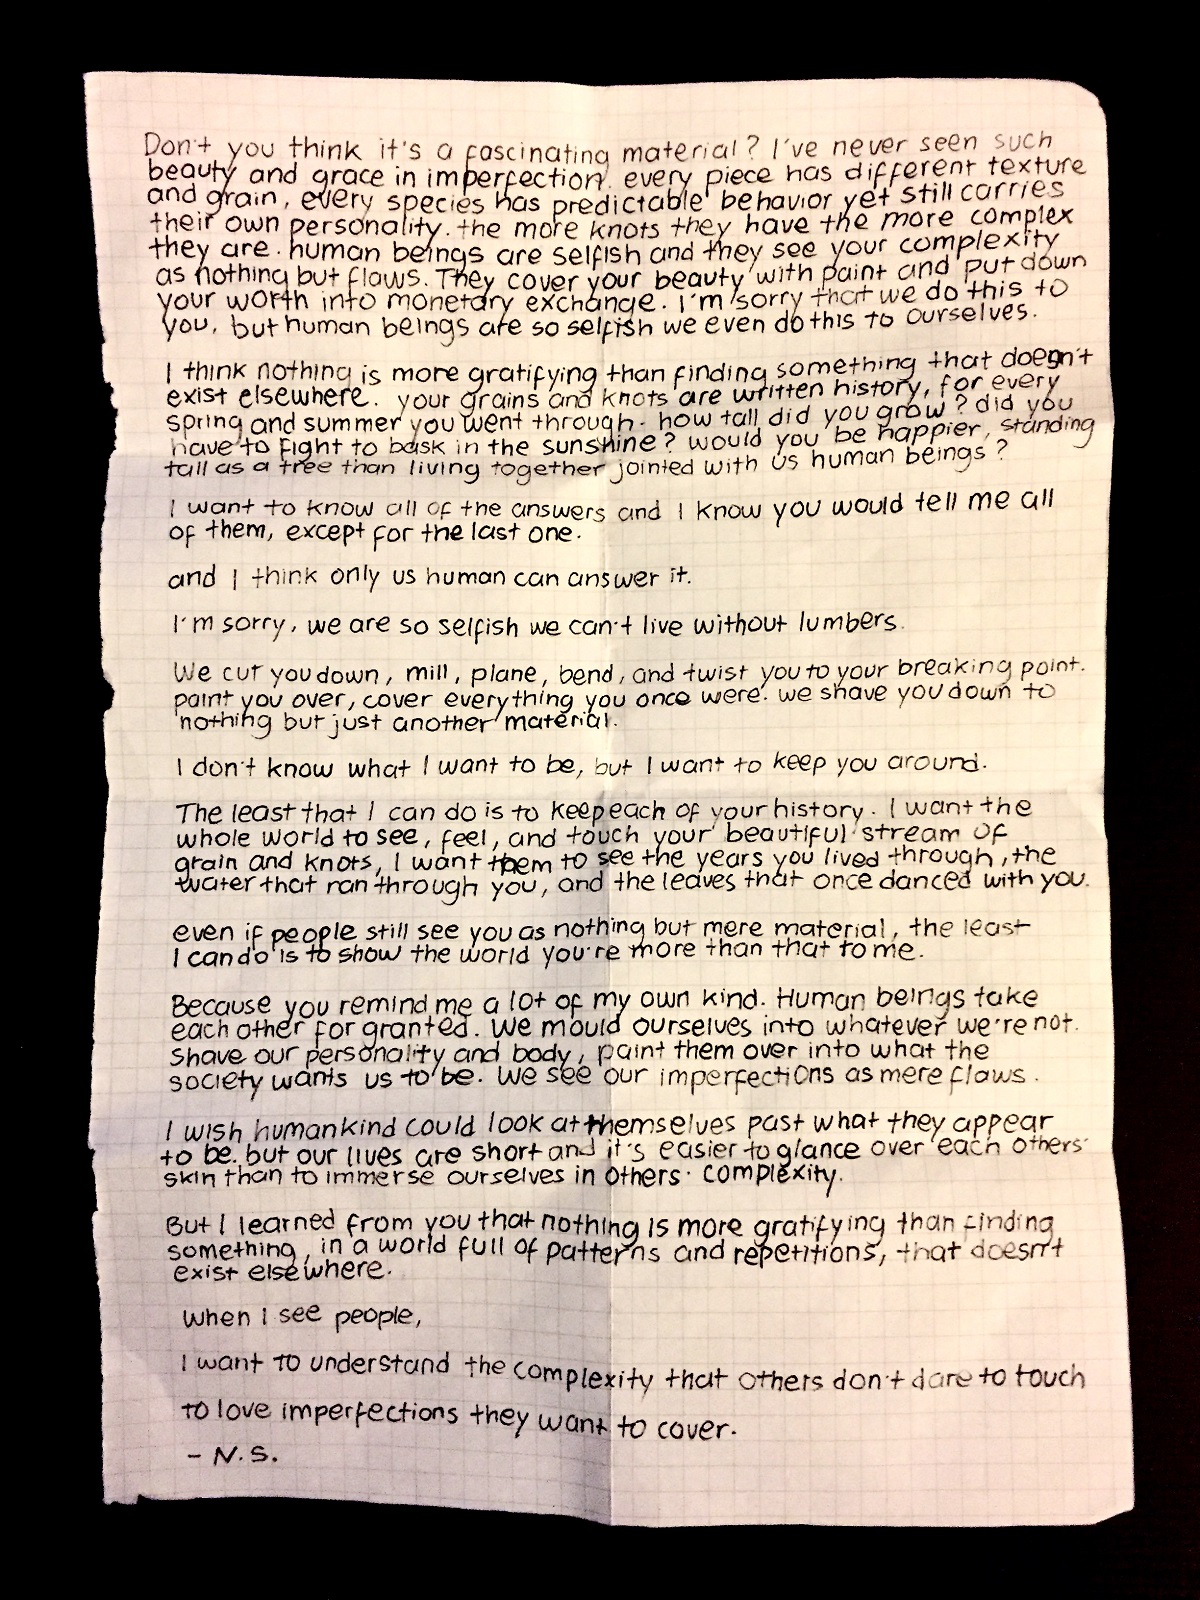 Don't you think it's a fascinating material? I've never seen such
beauty and grace in imperfection. every piece has different texture
and grain, every species has predictable behavior yet still carries
their own personality. the more knots they have the more complex
they are. human beings are selfish and they see your complexity
as nothing but flaws. They cover your beauty with paint and put down
your worth into monetary exchange. I'm sorry that we do this to
you, but human beings are so selfish we even do this to ourselves.
I think nothing is more gratifying than finding something that doesn't
exist elsewhere. your grains and knots are written history, for every
spring and summer you went through. how tall did you grow? did you
have to fight to bask in the sunshine? would you be happier, standing
tall as a tree than living together jointed with us human beings?
I want to know all of the answers and I know you would tell me all
of them, except for the last one.
and I think only us human can answer it.
I'm sorry, we are so selfish we can't live without lumbers.
We cut you down, mill, plane, bend, and twist you to your breaking point.
paint you over, cover everything you once were. we shave you down to
nothing but just another material.
I don't know what I want to be, but I want to keep you around.
The least that I can do is to keep each of your history. I want the
whole world to see, feel, and touch your beautiful stream of
grain and knots, I want them to see the years you lived through, the
water that ran through you, and the leaves that once danced with you.
even if people still see you as nothing but mere material, the least
I can do is to show the world you're more than that to me.
Because you remind me a lot of my own kind. Human beings take
each other for granted. We mould ourselves into whatever we're not.
Shave our personality and body, paint them over into what the
society wants us to be. We see our imperfections as mere flaws.
I wish humankind could look at themselves past what they appear
to be. but our lives are short and it's easier to glance over each others'
skin than to immerse ourselves in others' complexity.
But I learned from you that nothing is more gratifying than finding
something, in a world full of patterns and repetitions, that doesn't
exist elsewhere.
when I see people,
I want to understand the complexity that others don't dare to touch
to love imperfections they want to cover.
- N.S.